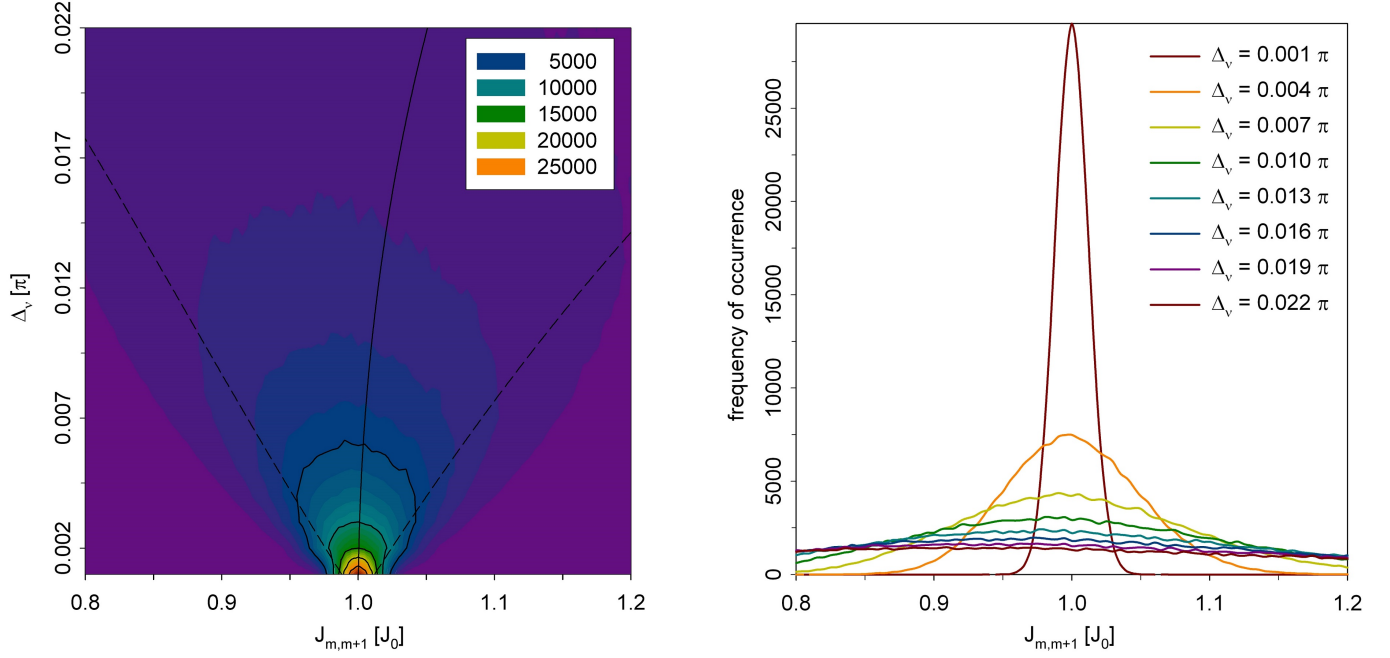 0.022
0.017
0.012
0.007
0.002
Δν [π]
5000
10000
15000
20000
25000
0.8
0.9
1.0
1.1
1.2
Jm,m+1 [J0]
frequency of occurrence
25000
20000
15000
10000
5000
0
Δν = 0.001 π
Δν = 0.004 π
Δν = 0.007 π
Δν = 0.010 π
Δν = 0.013 π
Δν = 0.016 π
Δν = 0.019 π
Δν = 0.022 π
0.8
0.9
1.0
1.1
1.2
Jm,m+1 [J0]